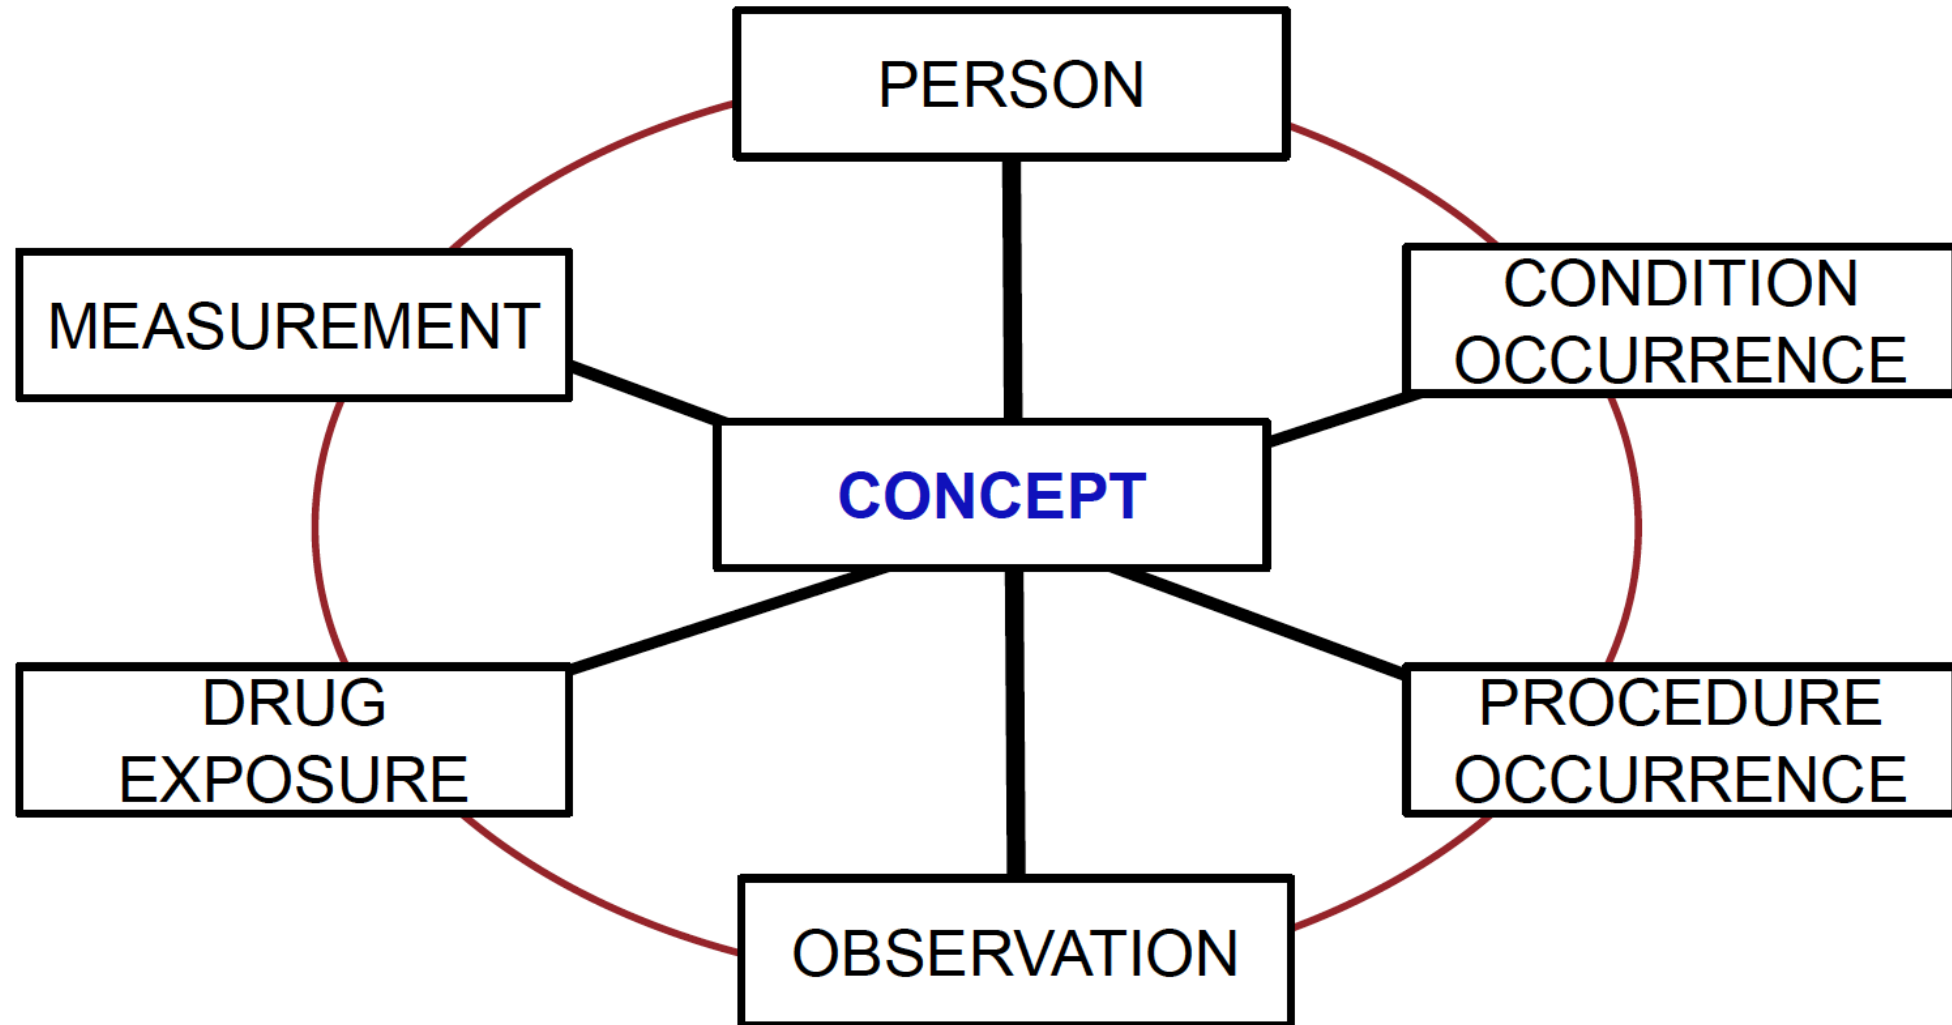 PERSON
MEASUREMENT
CONDITION
OCCURRENCE
CONCEPT
DRUG
EXPOSURE
PROCEDURE
OCCURRENCE
OBSERVATION